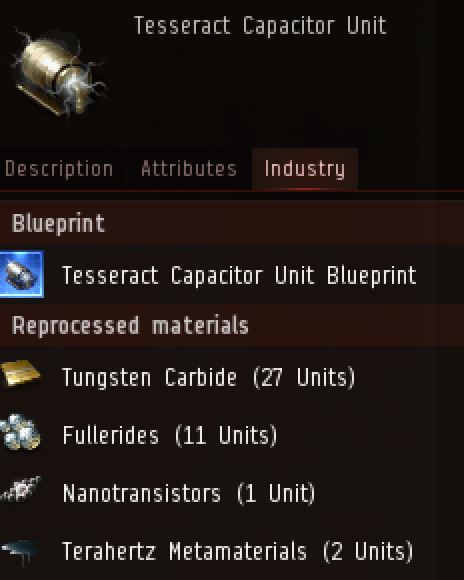 Tesseract Capacitor Unit
Description Attributes Industry
Blueprint
Tesseract Capacitor Unit Blueprint
Reprocessed materials
Tungsten Carbide (27 Units)
Fullerides (11 Units)
Nanotransistors (1 Unit)
Terahertz Metamaterials (2 Units)